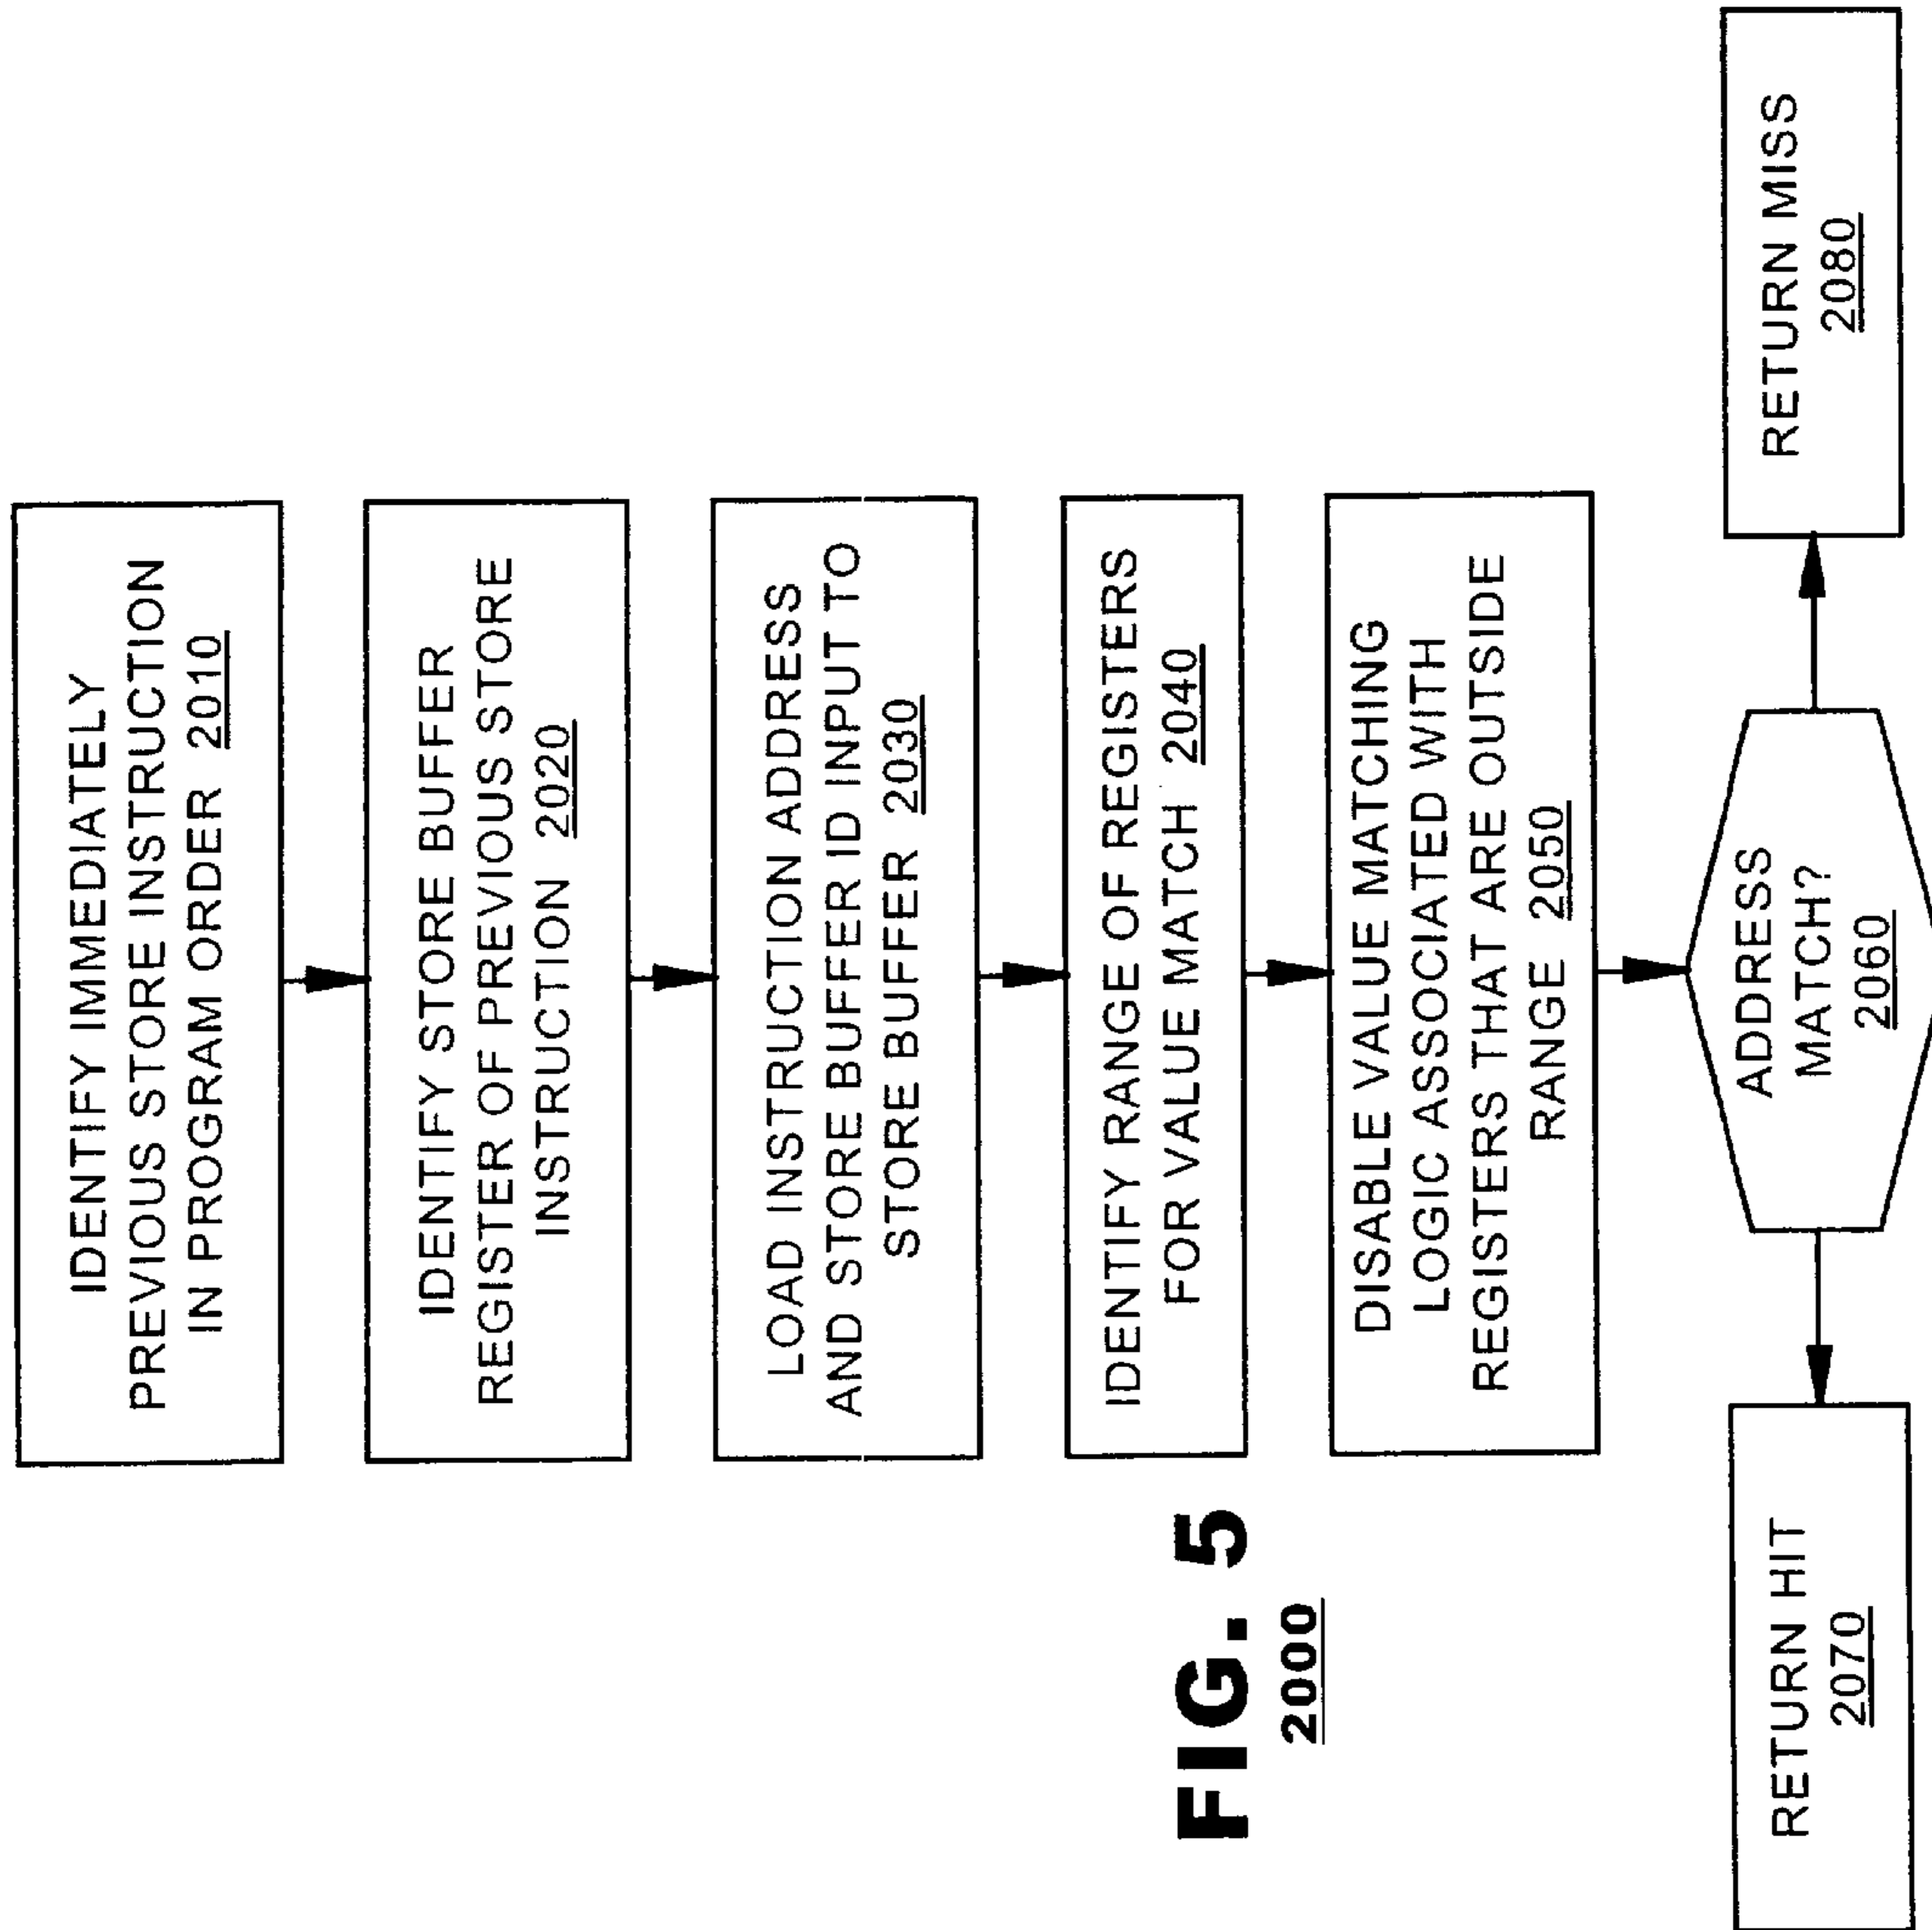 IDENTIFY IMMEDIATELY
PREVIOUS STORE INSTRUCTION
IN PROGRAM ORDER 2010
IDENTIFY STORE BUFFER
REGISTER OF PREVIOUS STORE
INSTRUCTION 2020
LOAD INSTRUCTION ADDRESS
AND STORE BUFFER ID INPUT TO
STORE BUFFER 2030
IDENTIFY RANGE OF REGISTERS
FOR VALUE MATCH 2040
DISABLE VALUE MATCHING
LOGIC ASSOCIATED WITH
REGISTERS THAT ARE OUTSIDE
RANGE 2050
ADDRESS
MATCH?
2060
RETURN HIT
2070
RETURN MISS
2080
FIG. 5
2000